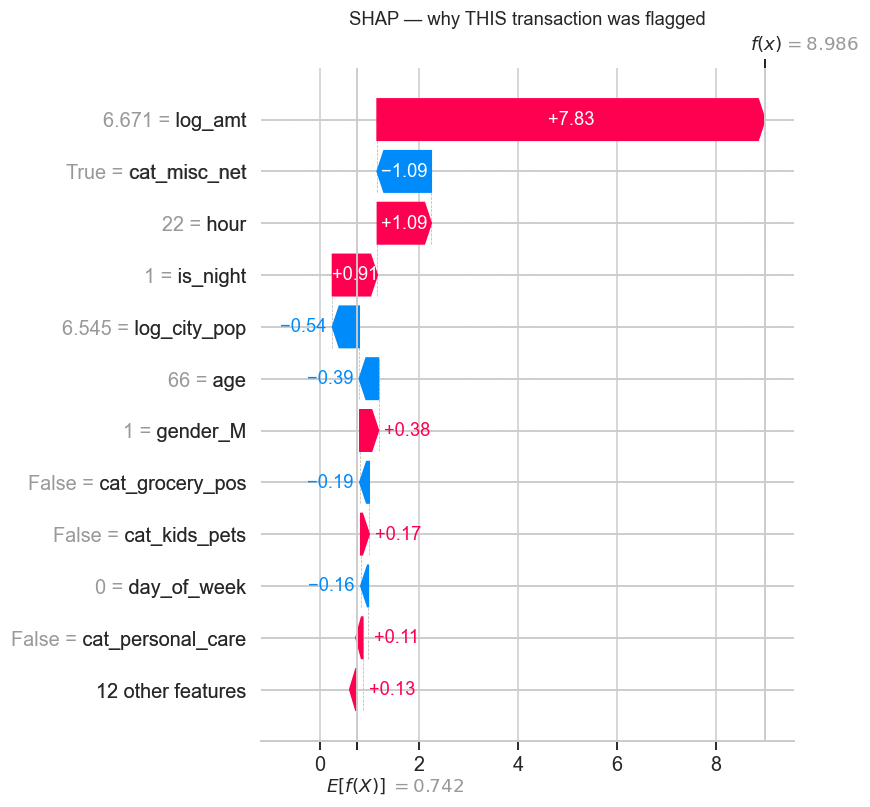 SHAP — why THIS transaction was flagged
f(x) = 8.986
6.671 = log_amt
+7.83
True = cat_misc_net
−1.09
22 = hour
+1.09
1 = is_night
+0.91
6.545 = log_city_pop
−0.54
66 = age
−0.39
1 = gender_M
+0.38
False = cat_grocery_pos
−0.19
False = cat_kids_pets
+0.17
0 = day_of_week
−0.16
False = cat_personal_care
+0.11
12 other features
+0.13
0 2 4 6 8
E[f(X)] = 0.742